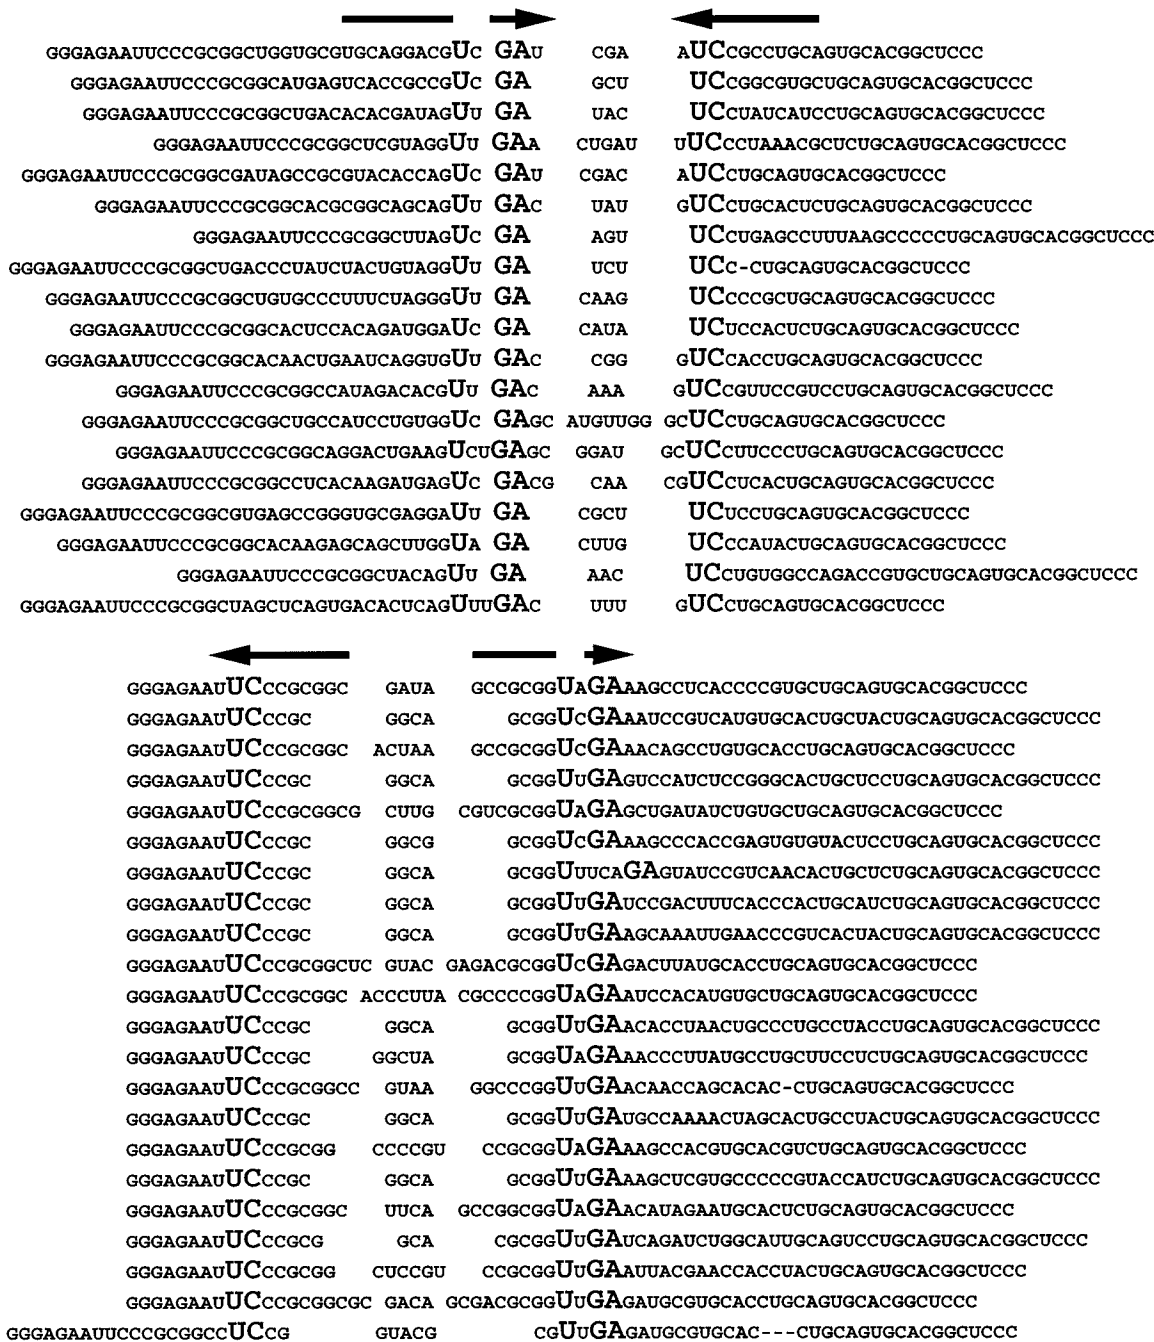 GGGAGAAUUCCCGCGGCUGGUGCGUGCAGGACGUC GAU CGA AUCCGCCUGCAGUGCACGGCUCCC
GGGAGAAUUCCCGCGGCAUGAGUCACCGCCGUC GA GCU UCCGGCGUGCUGCAGUGCACGGCUCCC
GGGAGAAUUCCCGCGGCUGACACACGAUAGUU GA UAC UCCUAUCAUCCUGCAGUGCACGGCUCCC
GGGAGAAUUCCCGCGGCUCGUAGGUU GAA CUGAU UUCCCUAAACGCUCUGCAGUGCACGGCUCCC
GGGAGAAUUCCCGCGGCGAUAGCCGCGUACACCAGUC GAU CGAC AUCCUGCAGUGCACGGCUCCC
GGGAGAAUUCCCGCGGCACGCGGCAGCAGUU GAC UAU GUCCUGCACUCUGCAGUGCACGGCUCCC
GGGAGAAUUCCCGCGGCUUAGUC GA AGU UCCUGAGCCUUUAAGCCCCCUGCAGUGCACGGCUCCC
GGGAGAAUUCCCGCGGCUGACCCUAUCUACUGUAGGUU GA UCU UCC-CUGCAGUGCACGGCUCCC
GGGAGAAUUCCCGCGGCUGUGCCCUUUCUAGGGUU GA CAAG UCCCCGCUGCAGUGCACGGCUCCC
GGGAGAAUUCCCGCGGCACUCCACAGAUGGAUC GA CAUA UCUCCACUCUGCAGUGCACGGCUCCC
GGGAGAAUUCCCGCGGCACAACUGAAUCAGGUGUU GAC CGG GUCCACCUGCAGUGCACGGCUCCC
GGGAGAAUUCCCGCGGCCAUAGACACGUU GAC AAA GUCCGUUCCGUCCUGCAGUGCACGGCUCCC
GGGAGAAUUCCCGCGGCUGCCAUCCUGUGGUC GAGC AUGUUGG GCUCCUGCAGUGCACGGCUCCC
GGGAGAAUUCCCGCGGCAGGACUGAAGUCUGAGC GGAU GCUCCUUCCCUGCAGUGCACGGCUCCC
GGGAGAAUUCCCGCGGCCUCACAAGAUGAGUC GACG CAA CGUCCUCACUGCAGUGCACGGCUCCC
GGGAGAAUUCCCGCGGCGUGAGCCGGGUGCGAGGAUU GA CGCU UCUCCUGCAGUGCACGGCUCCC
GGGAGAAUUCCCGCGGCACAAGAGCAGCUUGGUA GA CUUG UCCCAUACUGCAGUGCACGGCUCCC
GGGAGAAUUCCCGCGGCUACAGUU GA AAC UCCUGUGGCCAGACCGUGCUGCAGUGCACGGCUCCC
GGGAGAAUUCCCGCGGCUAGCUCAGUGACACUCAGUUUGAC UUU GUCCUGCAGUGCACGGCUCCC
GGGAGAAUUCCCGCGGC GAUA GCCGCGGUAGAAAGCCUCACCCCGUGCUGCAGUGCACGGCUCCC
GGGAGAAUUCCCGC GGCA GCGGUCGAAAUCCGUCAUGUGCACUGCUACUGCAGUGCACGGCUCCC
GGGAGAAUUCCCGCGGC ACUAA GCCGCGGUCGAAACAGCCUGUGCACCUGCAGUGCACGGCUCCC
GGGAGAAUUCCCGC GGCA GCGGUUGAGUCCAUCUCCGGGCACUGCUCCUGCAGUGCACGGCUCCC
GGGAGAAUUCCCGCGGCG CUUG CGUCGCGGUAGAGCUGAUAUCUGUGCUGCAGUGCACGGCUCCC
GGGAGAAUUCCCGC GGCG GCGGUCGAAAGCCCACCGAGUGUGUACUCCUGCAGUGCACGGCUCCC
GGGAGAAUUCCCGC GGCA GCGGUUUCAGAGUAUCCGUCAACACUGCUCUGCAGUGCACGGCUCCC
GGGAGAAUUCCCGC GGCA GCGGUUGAUCCGACUUUCACCCACUGCAUCUGCAGUGCACGGCUCCC
GGGAGAAUUCCCGC GGCA GCGGUUGAAGCAAAUUGAACCCGUCACUACUGCAGUGCACGGCUCCC
GGGAGAAUUCCCGCGGCUC GUAC GAGACGCGGUCGAGACUUAUGCACCUGCAGUGCACGGCUCCC
GGGAGAAUUCCCGCGGC ACCCUUA CGCCCCGGUAGAAUCCACAUGUGCUGCAGUGCACGGCUCCC
GGGAGAAUUCCCGC GGCA GCGGUUGAACACCUAACUGCCCUGCCUACCUGCAGUGCACGGCUCCC
GGGAGAAUUCCCGC GGCUA GCGGUAGAAACCCUUAUGCCUGCUUCCUCUGCAGUGCACGGCUCCC
GGGAGAAUUCCCGCGGCC GUAA GGCCCGGUUGAACAACCAGCACAC-CUGCAGUGCACGGCUCCC
GGGAGAAUUCCCGC GGCA GCGGUUGAUGCCAAAACUAGCACUGCCUACUGCAGUGCACGGCUCCC
GGGAGAAUUCCCGCGG CCCCGU CCGCGGUAGAAAGCCACGUGCACGUCUGCAGUGCACGGCUCCC
GGGAGAAUUCCCGC GGCA GCGGUUGAAAGCUCGUGCCCCCGUACCAUCUGCAGUGCACGGCUCCC
GGGAGAAUUCCCGCGGC UUCA GCCGGCGGUAGAACAUAGAAUGCACUCUGCAGUGCACGGCUCCC
GGGAGAAUUCCCGCG GCA CGCGGUUGAUCAGAUCUGGCAUUGCAGUCCUGCAGUGCACGGCUCCC
GGGAGAAUUCCCGCGG CUCCGU CCGCGGUUGAAUUACGAACCACCUACUGCAGUGCACGGCUCCC
GGGAGAAUUCCCGCGGCGC GACA GCGACGCGGUUGAGAUGCGUGCACCUGCAGUGCACGGCUCCC
GGGAGAAUUCCCGCGGCCUCCG GUACG CGUUGAGAUGCGUGCAC---CUGCAGUGCACGGCUCCC